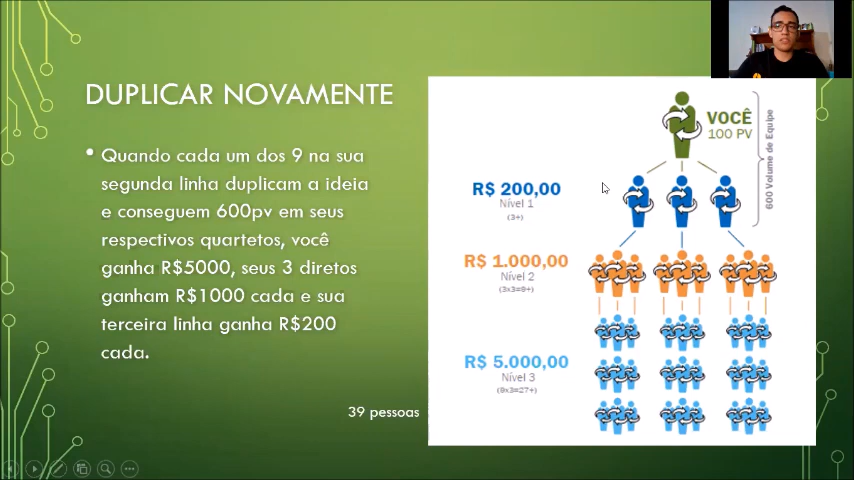 DUPLICAR NOVAMENTE
• Quando cada um dos 9 na sua
segunda linha duplicam a ideia
e conseguem 600pv em seus
respectivos quartetos, você
ganha R$5000, seus 3 diretos
ganham R$1000 cada e sua
terceira linha ganha R$200
cada.
39 pessoas
VOCÊ
100 PV
600 Volume de Equipe
R$ 200,00
Nível 1
(3+)
R$ 1.000,00
Nível 2
(3x3=9+)
R$ 5.000,00
Nível 3
(9x3=27+)